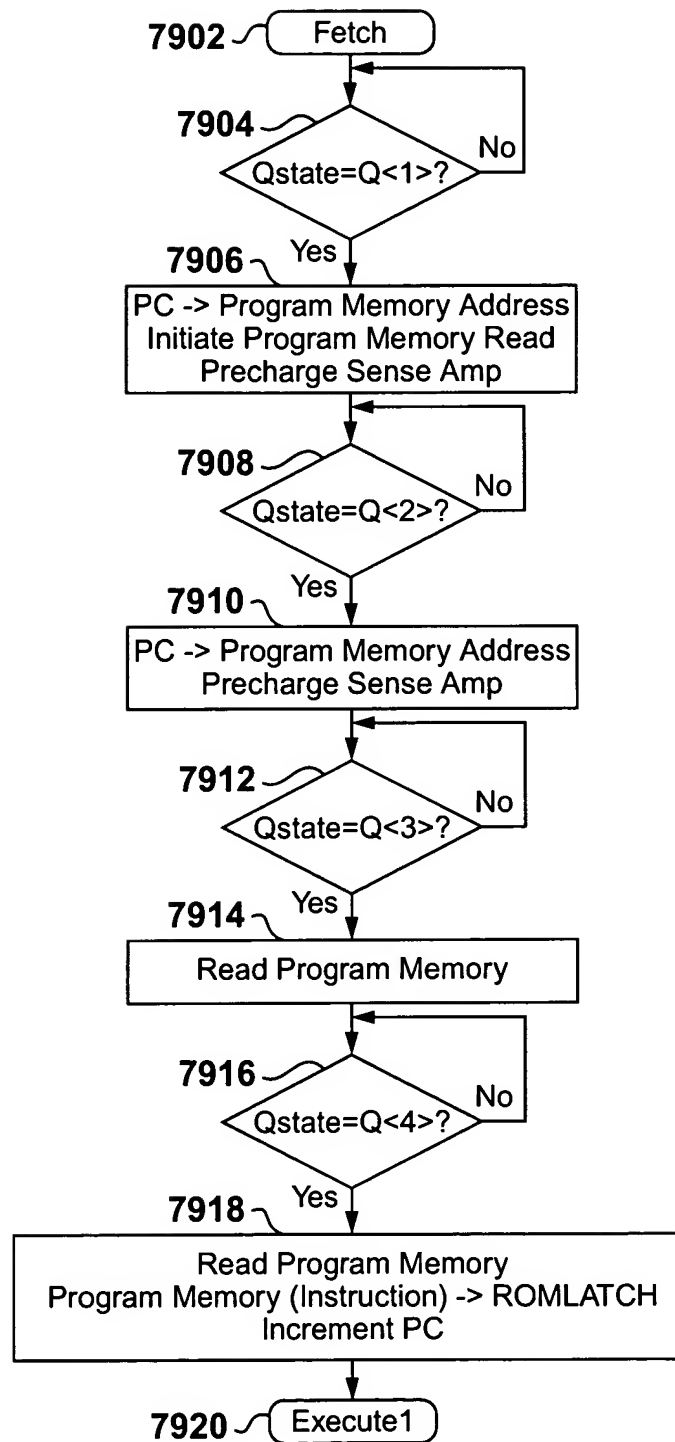 7902
Fetch
7904
Qstate=Q<1>?
No
Yes
7906
PC -> Program Memory Address
Initiate Program Memory Read
Precharge Sense Amp
7908
Qstate=Q<2>?
No
Yes
7910
PC -> Program Memory Address
Precharge Sense Amp
7912
Qstate=Q<3>?
No
Yes
7914
Read Program Memory
7916
Qstate=Q<4>?
No
Yes
7918
Read Program Memory
Program Memory (Instruction) -> ROMLATCH
Increment PC
7920
Execute1